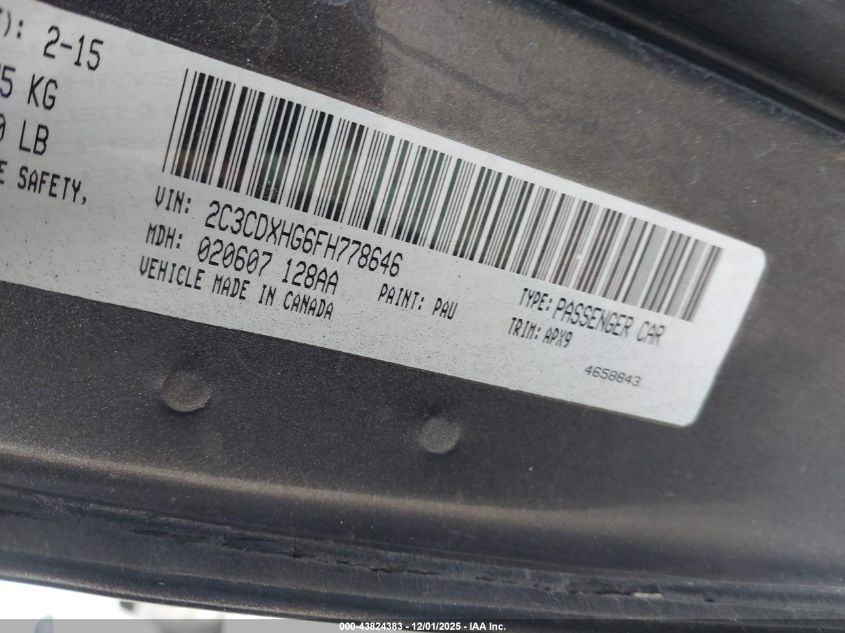 ): 2-15
5 KG
LB
SAFETY,
VIN: 2C3CDXHG6FH778646
MDH: 020607 128AA
VEHICLE MADE IN CANADA
PAINT: PAU
TYPE: PASSENGER CAR
TRIM: APX9
4658843
000-43824383 - 12/01/2025 - IAA Inc.